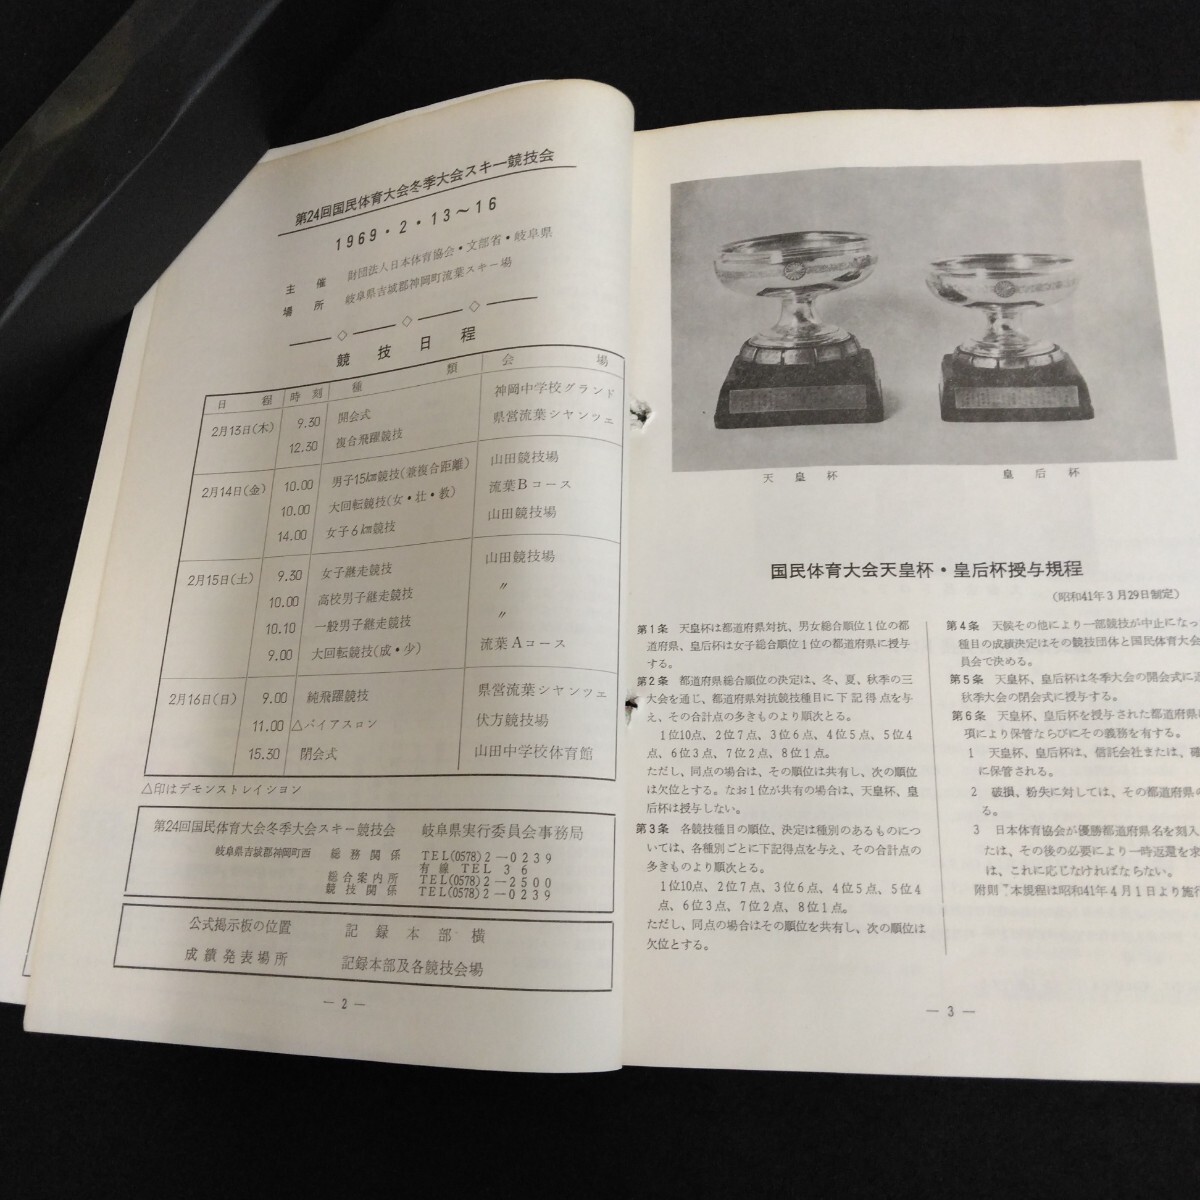 第24回国民体育大会冬季大会スキー競技会
1969・2・13～16
主催 財団法人日本体育協会・文部省・岐阜県
場所 岐阜県吉城郡神岡町流葉スキー場
競技日程
日程 時刻 種類 会場
2月13日(木) 9.30 開会式 神岡中学校グランド
12.30 複合飛躍競技 県営流葉シヤンツェ
2月14日(金) 10.00 男子15㎞競技(兼複合距離) 山田競技場
10.00 大回転競技(女・壮・教) 流葉Bコース
14.00 女子6㎞競技 山田競技場
2月15日(土) 9.30 女子継走競技 山田競技場
10.00 高校男子継走競技 〃
10.10 一般男子継走競技 〃
9.00 大回転競技(成・少) 流葉Aコース
2月16日(日) 9.00 純飛躍競技 県営流葉シヤンツェ
11.00 △バイアスロン 伏方競技場
15.30 閉会式 山田中学校体育館
△印はデモンストレイション
第24回国民体育大会冬季大会スキー競技会 岐阜県実行委員会事務局
岐阜県吉城郡神岡町西 総務関係 TEL(0578)2-0239
有線 TEL 36
総合案内所 TEL(0578)2-2500
競技関係 TEL(0578)2-0239
公式掲示板の位置 記録本部横
成績発表場所 記録本部及各競技会場
— 2 —
天皇杯 皇后杯
国民体育大会天皇杯・皇后杯授与規程
(昭和41年3月29日制定)
第1条 天皇杯は都道府県対抗、男女総合順位1位の都
道府県、皇后杯は女子総合順位1位の都道府県に授与
する。
第2条 都道府県総合順位の決定は、冬、夏、秋季の三
大会を通じ、都道府県対抗競技種目に下記得点を与
え、その合計点の多きものより順次とる。
1位10点、2位7点、3位6点、4位5点、5位4
点、6位3点、7位2点、8位1点。
ただし、同点の場合は、その順位は共有し、次の順位
は欠位とする。なお1位が共有の場合は、天皇杯、皇
后杯は授与しない。
第3条 各競技種目の順位、決定は種別のあるものにつ
いては、各種別ごとに下記得点を与え、その合計点の
多きものより順次とる。
1位10点、2位7点、3位6点、4位5点、5位4
点、6位3点、7位2点、8位1点。
ただし、同点の場合はその順位を共有し、次の順位は
欠位とする。
第4条 天候その他により一部競技が中止になっ
種目の成績決定はその競技団体と国民体育大会
員会で決める。
第5条 天皇杯、皇后杯は冬季大会の開会式に
秋季大会の閉会式に授与する。
第6条 天皇杯、皇后杯を授与された都道府県
項により保管ならびにその義務を有する。
1 天皇杯、皇后杯は、信託会社または、確
に保管される。
2 破損、粉失に対しては、その都道府県の
る。
3 日本体育協会が優勝都道府県名を刻入
たは、その後の必要により一時返還を求
は、これに応じなければならない。
附則 本規程は昭和41年4月1日より施行
— 3 —